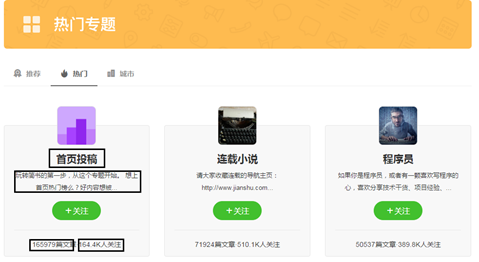 热门专题
推荐 热门 城市
首页投稿
玩转简书的第一步，从这个专题开始。 想上
首页热门榜么？好内容想被...
+关注
165979篇文章 164.4K人关注
连载小说
请大家收藏连载的导航主页：
http://www.jianshu.com...
+关注
71924篇文章 510.1K人关注
程序员
如果你是程序员，或者有一颗喜欢写程序的
心，喜欢分享技术干货、项目经验、...
+关注
50537篇文章 389.8K人关注